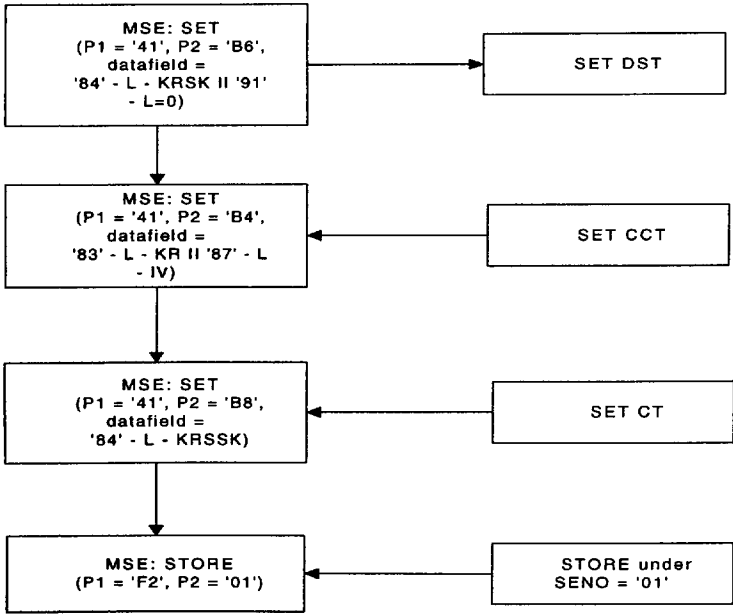 MSE: SET
(P1 = '41', P2 = 'B6',
datafield =
'84' - L - KRSK II '91'
- L=0)
SET DST
MSE: SET
(P1 = '41', P2 = 'B4',
datafield =
'83' - L - KR II '87' - L
- IV)
SET CCT
MSE: SET
(P1 = '41', P2 = 'B8',
datafield =
'84' - L - KRSSK)
SET CT
MSE: STORE
(P1 = 'F2', P2 = '01')
STORE under
SENO = '01'